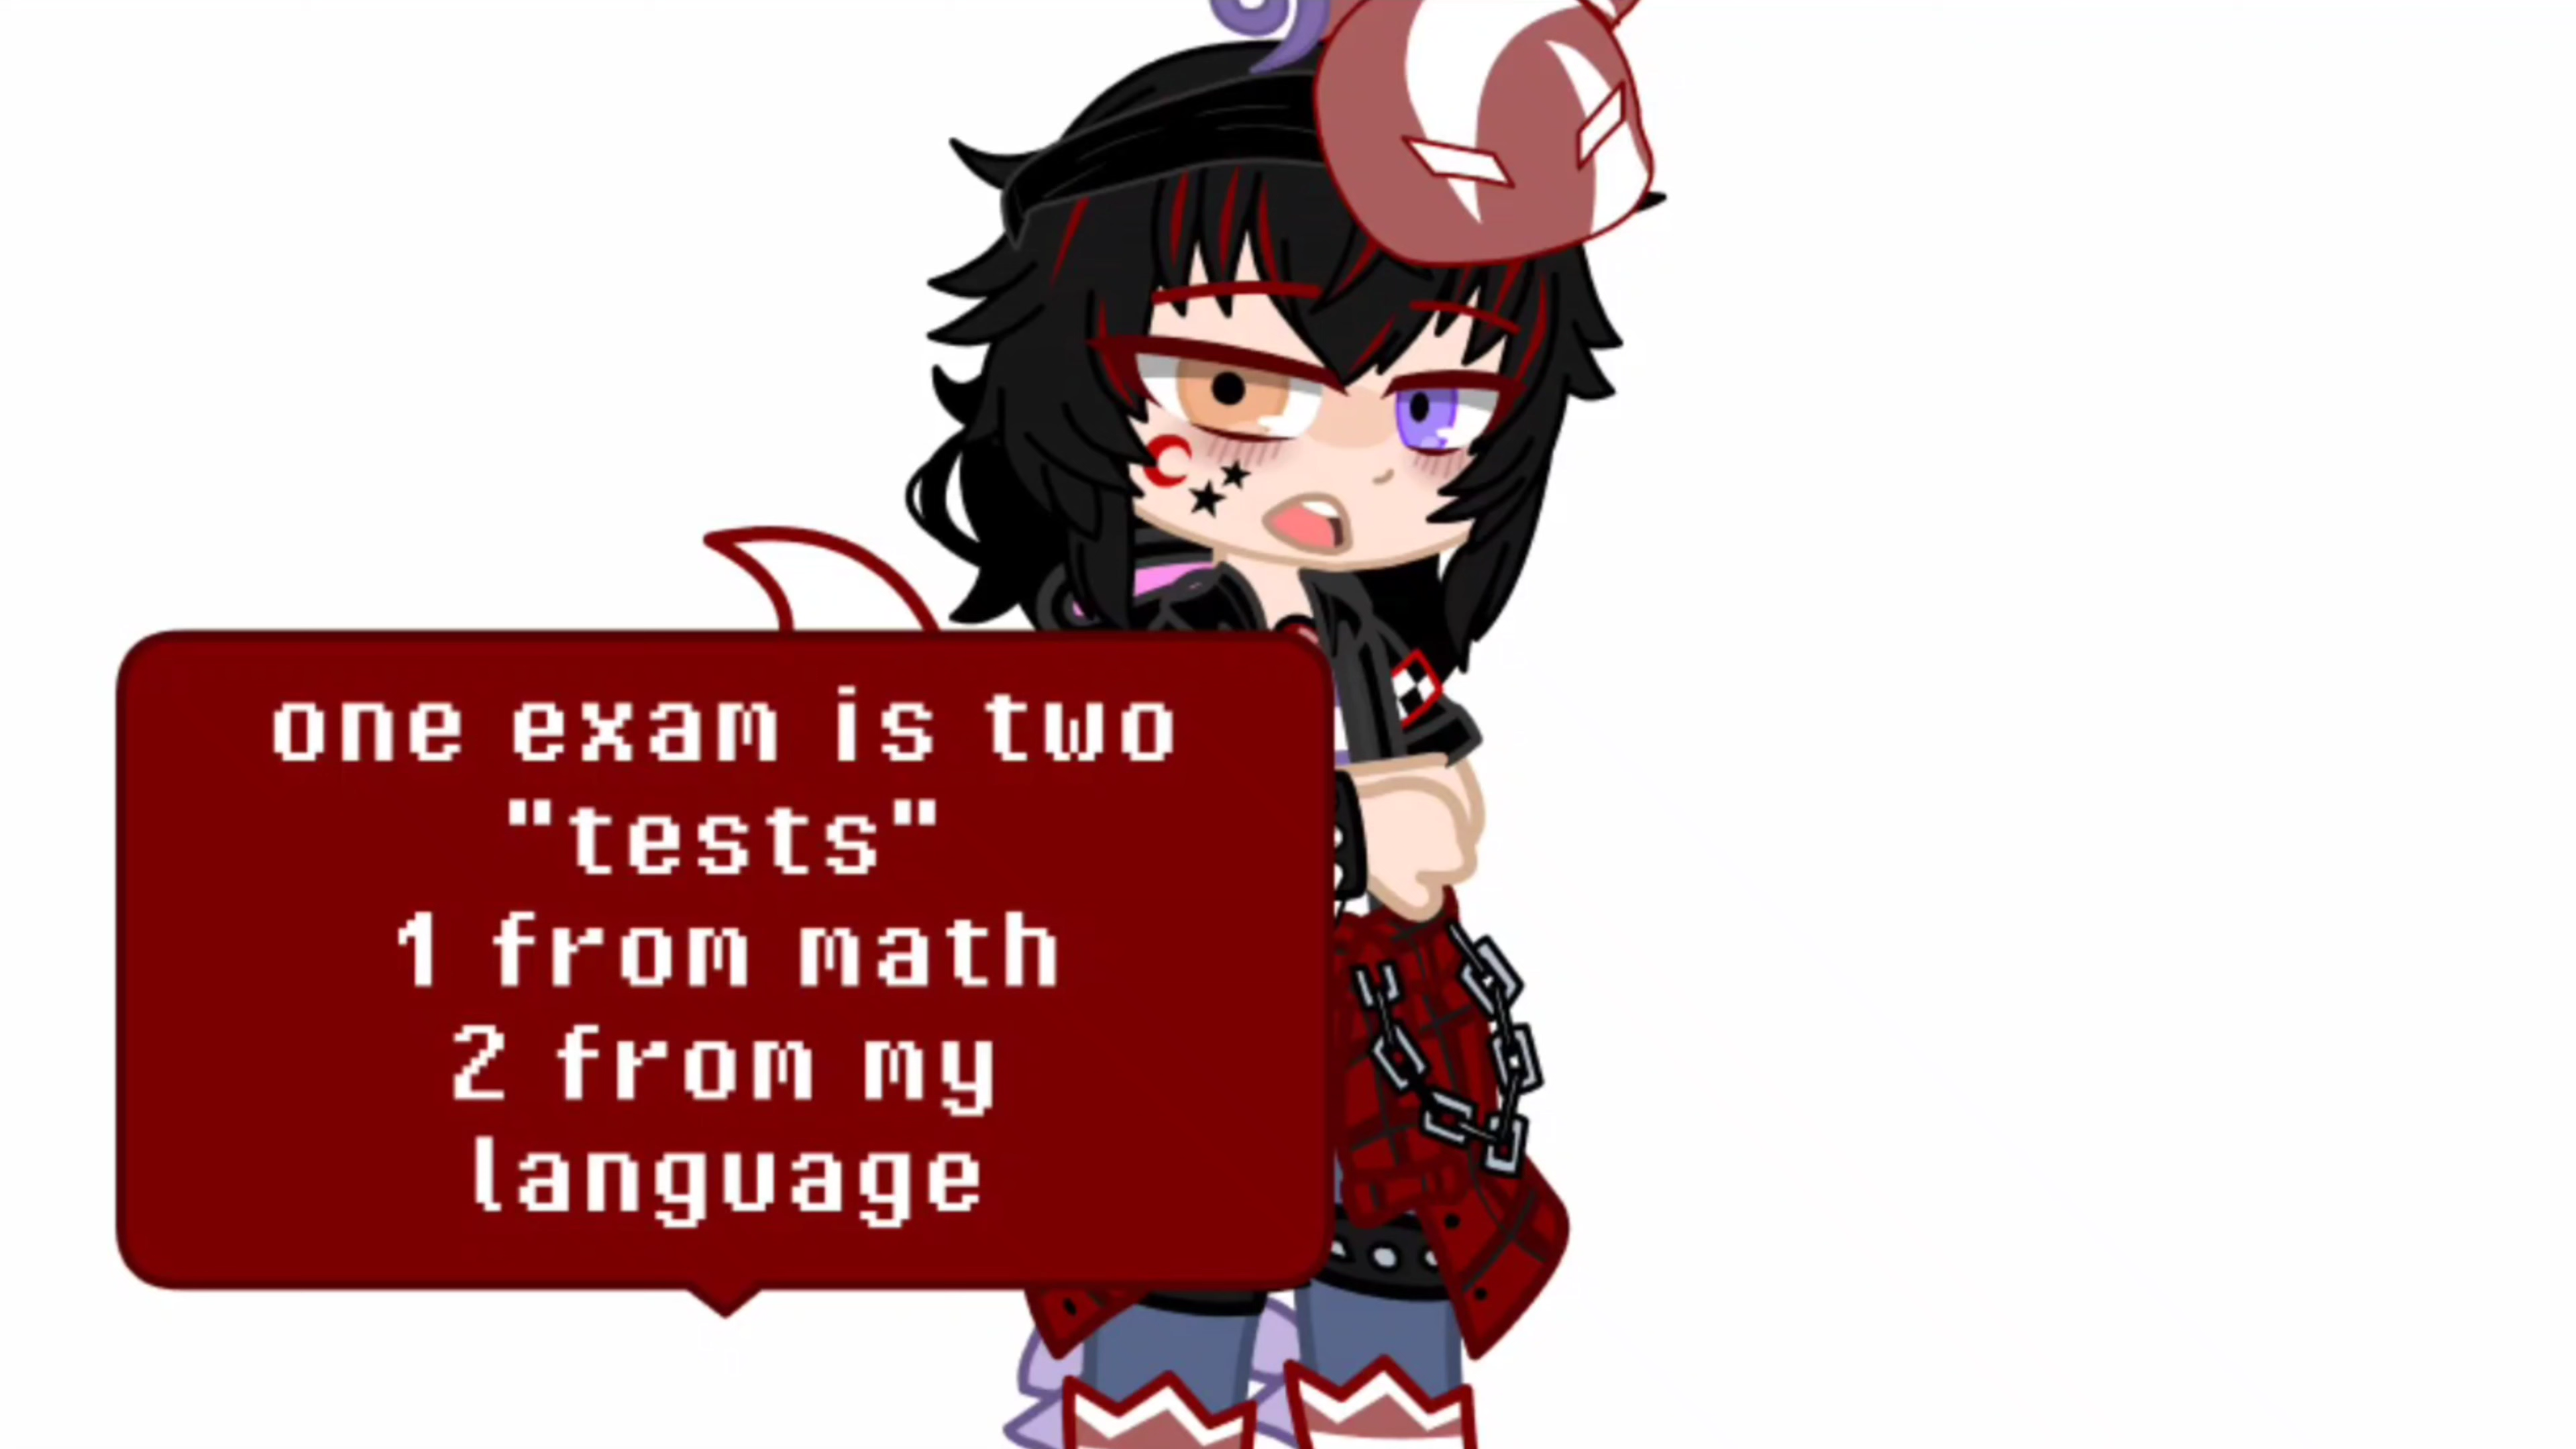 one exam is two
"tests"
1 from math
2 from my
language